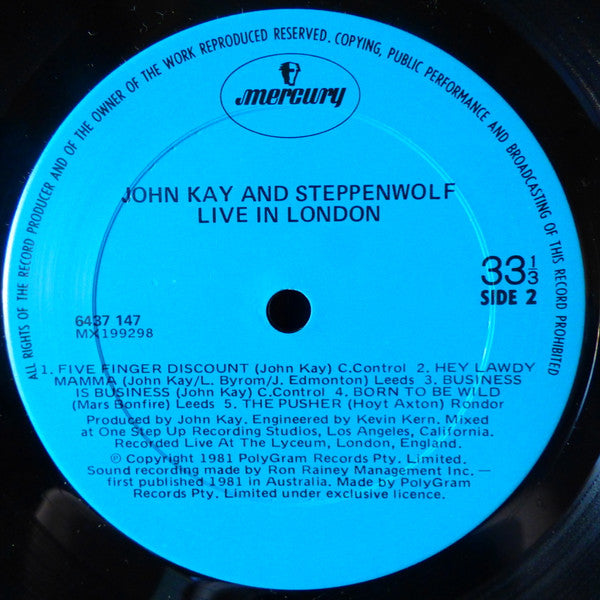 ALL RIGHTS OF THE RECORD PRODUCER AND OF THE OWNER OF THE WORK REPRODUCED RESERVED. COPYING, PUBLIC PERFORMANCE AND BROADCASTING OF THIS RECORD PROHIBITED
mercury
JOHN KAY AND STEPPENWOLF
LIVE IN LONDON
33 1/3
SIDE 2
6437 147
MX199298
1. FIVE FINGER DISCOUNT (John Kay) C.Control 2. HEY LAWDY
MAMMA (John Kay/L. Byrom/J. Edmonton) Leeds 3. BUSINESS
IS BUSINESS (John Kay) C.Control 4. BORN TO BE WILD
(Mars Bonfire) Leeds 5. THE PUSHER (Hoyt Axton) Rondor
Produced by John Kay. Engineered by Kevin Kern. Mixed
at One Step Up Recording Studios, Los Angeles, California.
Recorded Live At The Lyceum, London, England.
℗ Copyright 1981 PolyGram Records Pty. Limited.
Sound recording made by Ron Rainey Management Inc. —
first published 1981 in Australia. Made by PolyGram
Records Pty. Limited under exclusive licence.